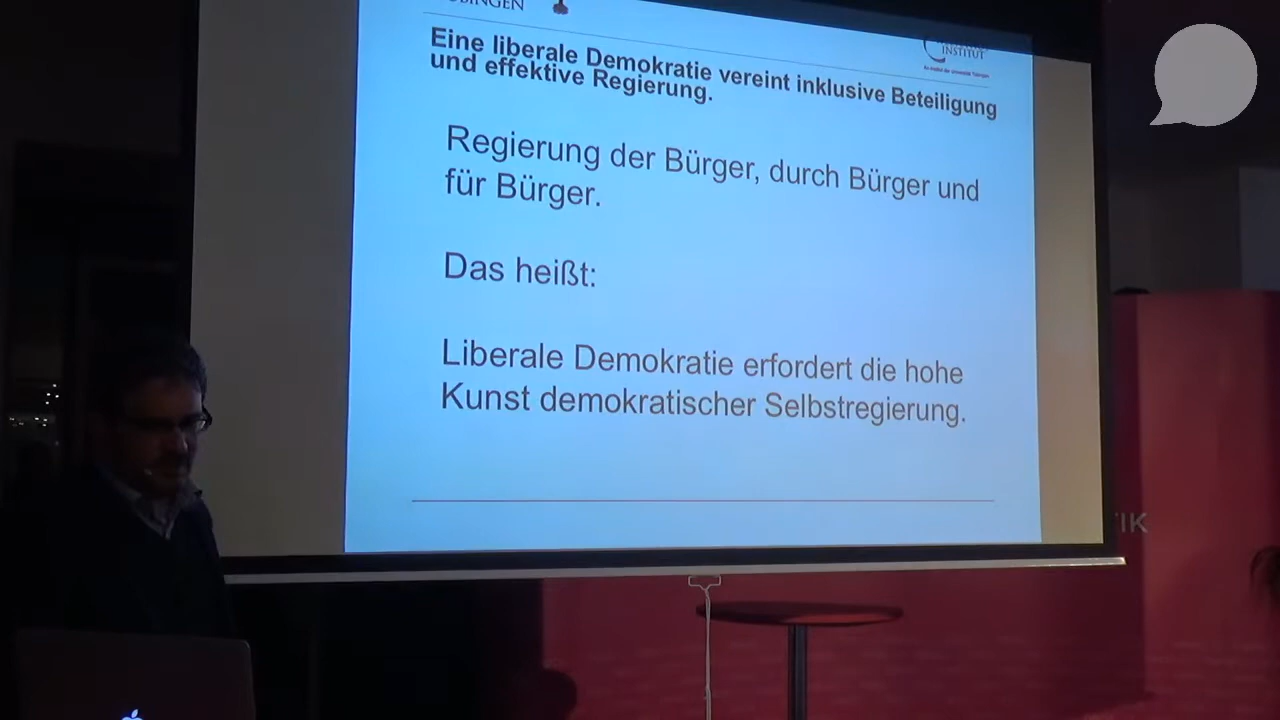 INSTITUT
Eine liberale Demokratie vereint inklusive Beteiligung
und effektive Regierung.
Regierung der Bürger, durch Bürger und
für Bürger.
Das heißt:
Liberale Demokratie erfordert die hohe
Kunst demokratischer Selbstregierung.